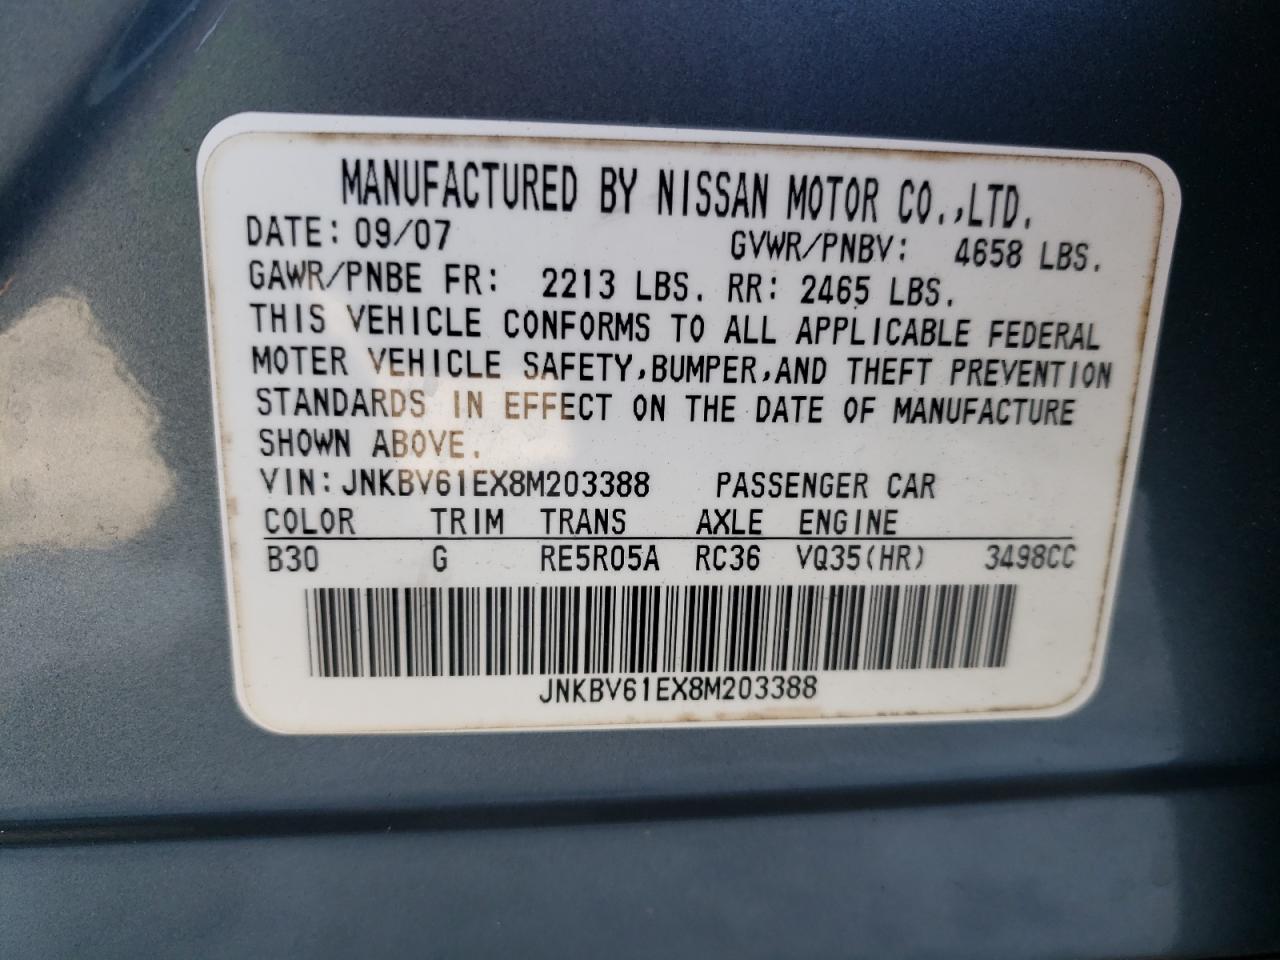 MANUFACTURED BY NISSAN MOTOR CO.,LTD.
DATE: 09/07 GVWR/PNBV: 4658 LBS.
GAWR/PNBE FR: 2213 LBS. RR: 2465 LBS.
THIS VEHICLE CONFORMS TO ALL APPLICABLE FEDERAL
MOTER VEHICLE SAFETY,BUMPER,AND THEFT PREVENTION
STANDARDS IN EFFECT ON THE DATE OF MANUFACTURE
SHOWN ABOVE.
VIN: JNKBV61EX8M203388 PASSENGER CAR
COLOR TRIM TRANS AXLE ENGINE
B30 G RE5R05A RC36 VQ35(HR) 3498CC
JNKBV61EX8M203388